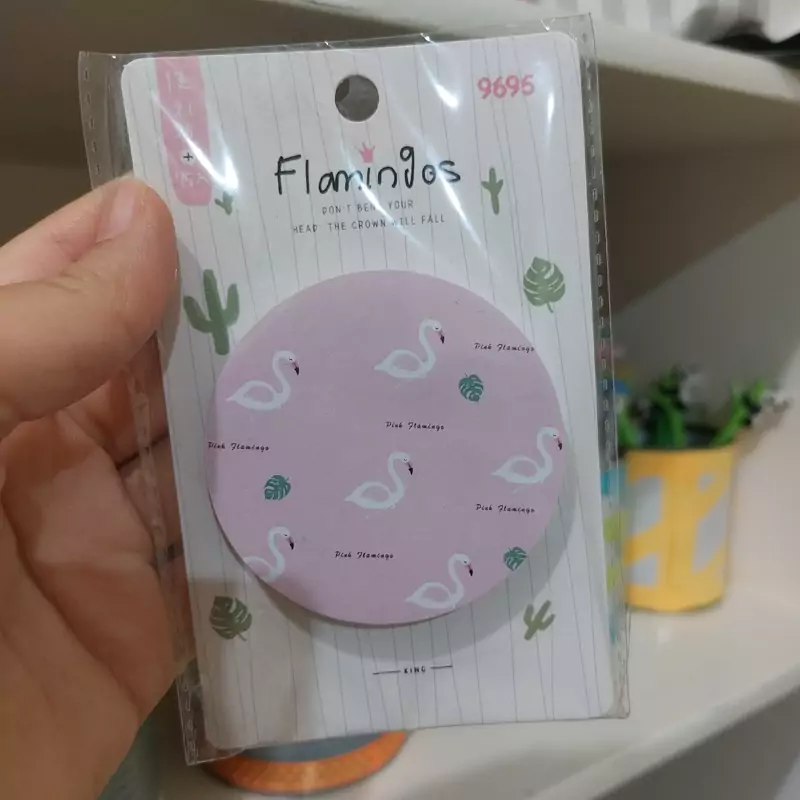 9695
Flamingos
DON'T BEND YOUR
HEAD THE CROWN WILL FALL
Pink Flamingo
Pink Flamingo
Pink Flamingo
Pink Flamingo
Pink Flamingo
KING